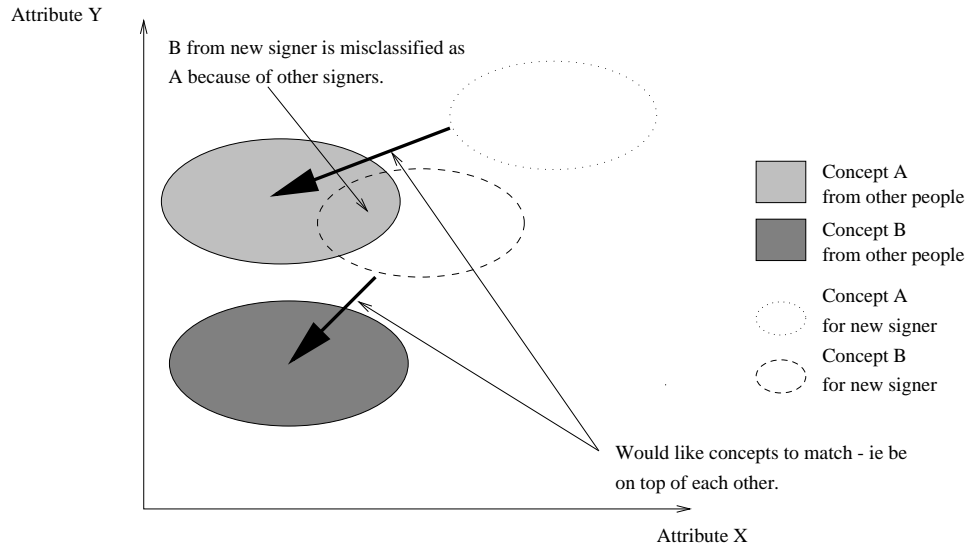 Attribute Y
B from new signer is misclassified as
A because of other signers.
Concept A
from other people
Concept B
from other people
Concept A
for new signer
Concept B
for new signer
Would like concepts to match - ie be
on top of each other.
Attribute X